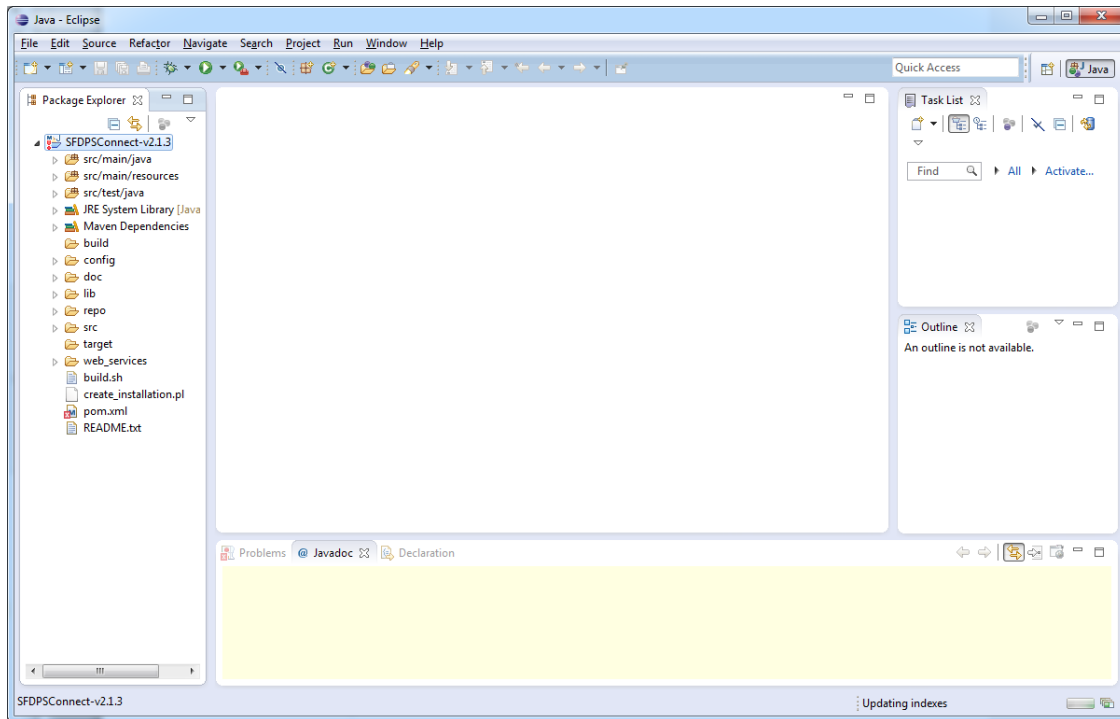 Java - Eclipse
File Edit Source Refactor Navigate Search Project Run Window Help
Quick Access
Java
Package Explorer
SFDPSConnect-v2.1.3
src/main/java
src/main/resources
src/test/java
JRE System Library [Java
Maven Dependencies
build
config
doc
lib
repo
src
target
web_services
build.sh
create_installation.pl
pom.xml
README.txt
Task List
Find All Activate...
Outline
An outline is not available.
Problems @ Javadoc Declaration
SFDPSConnect-v2.1.3
Updating indexes